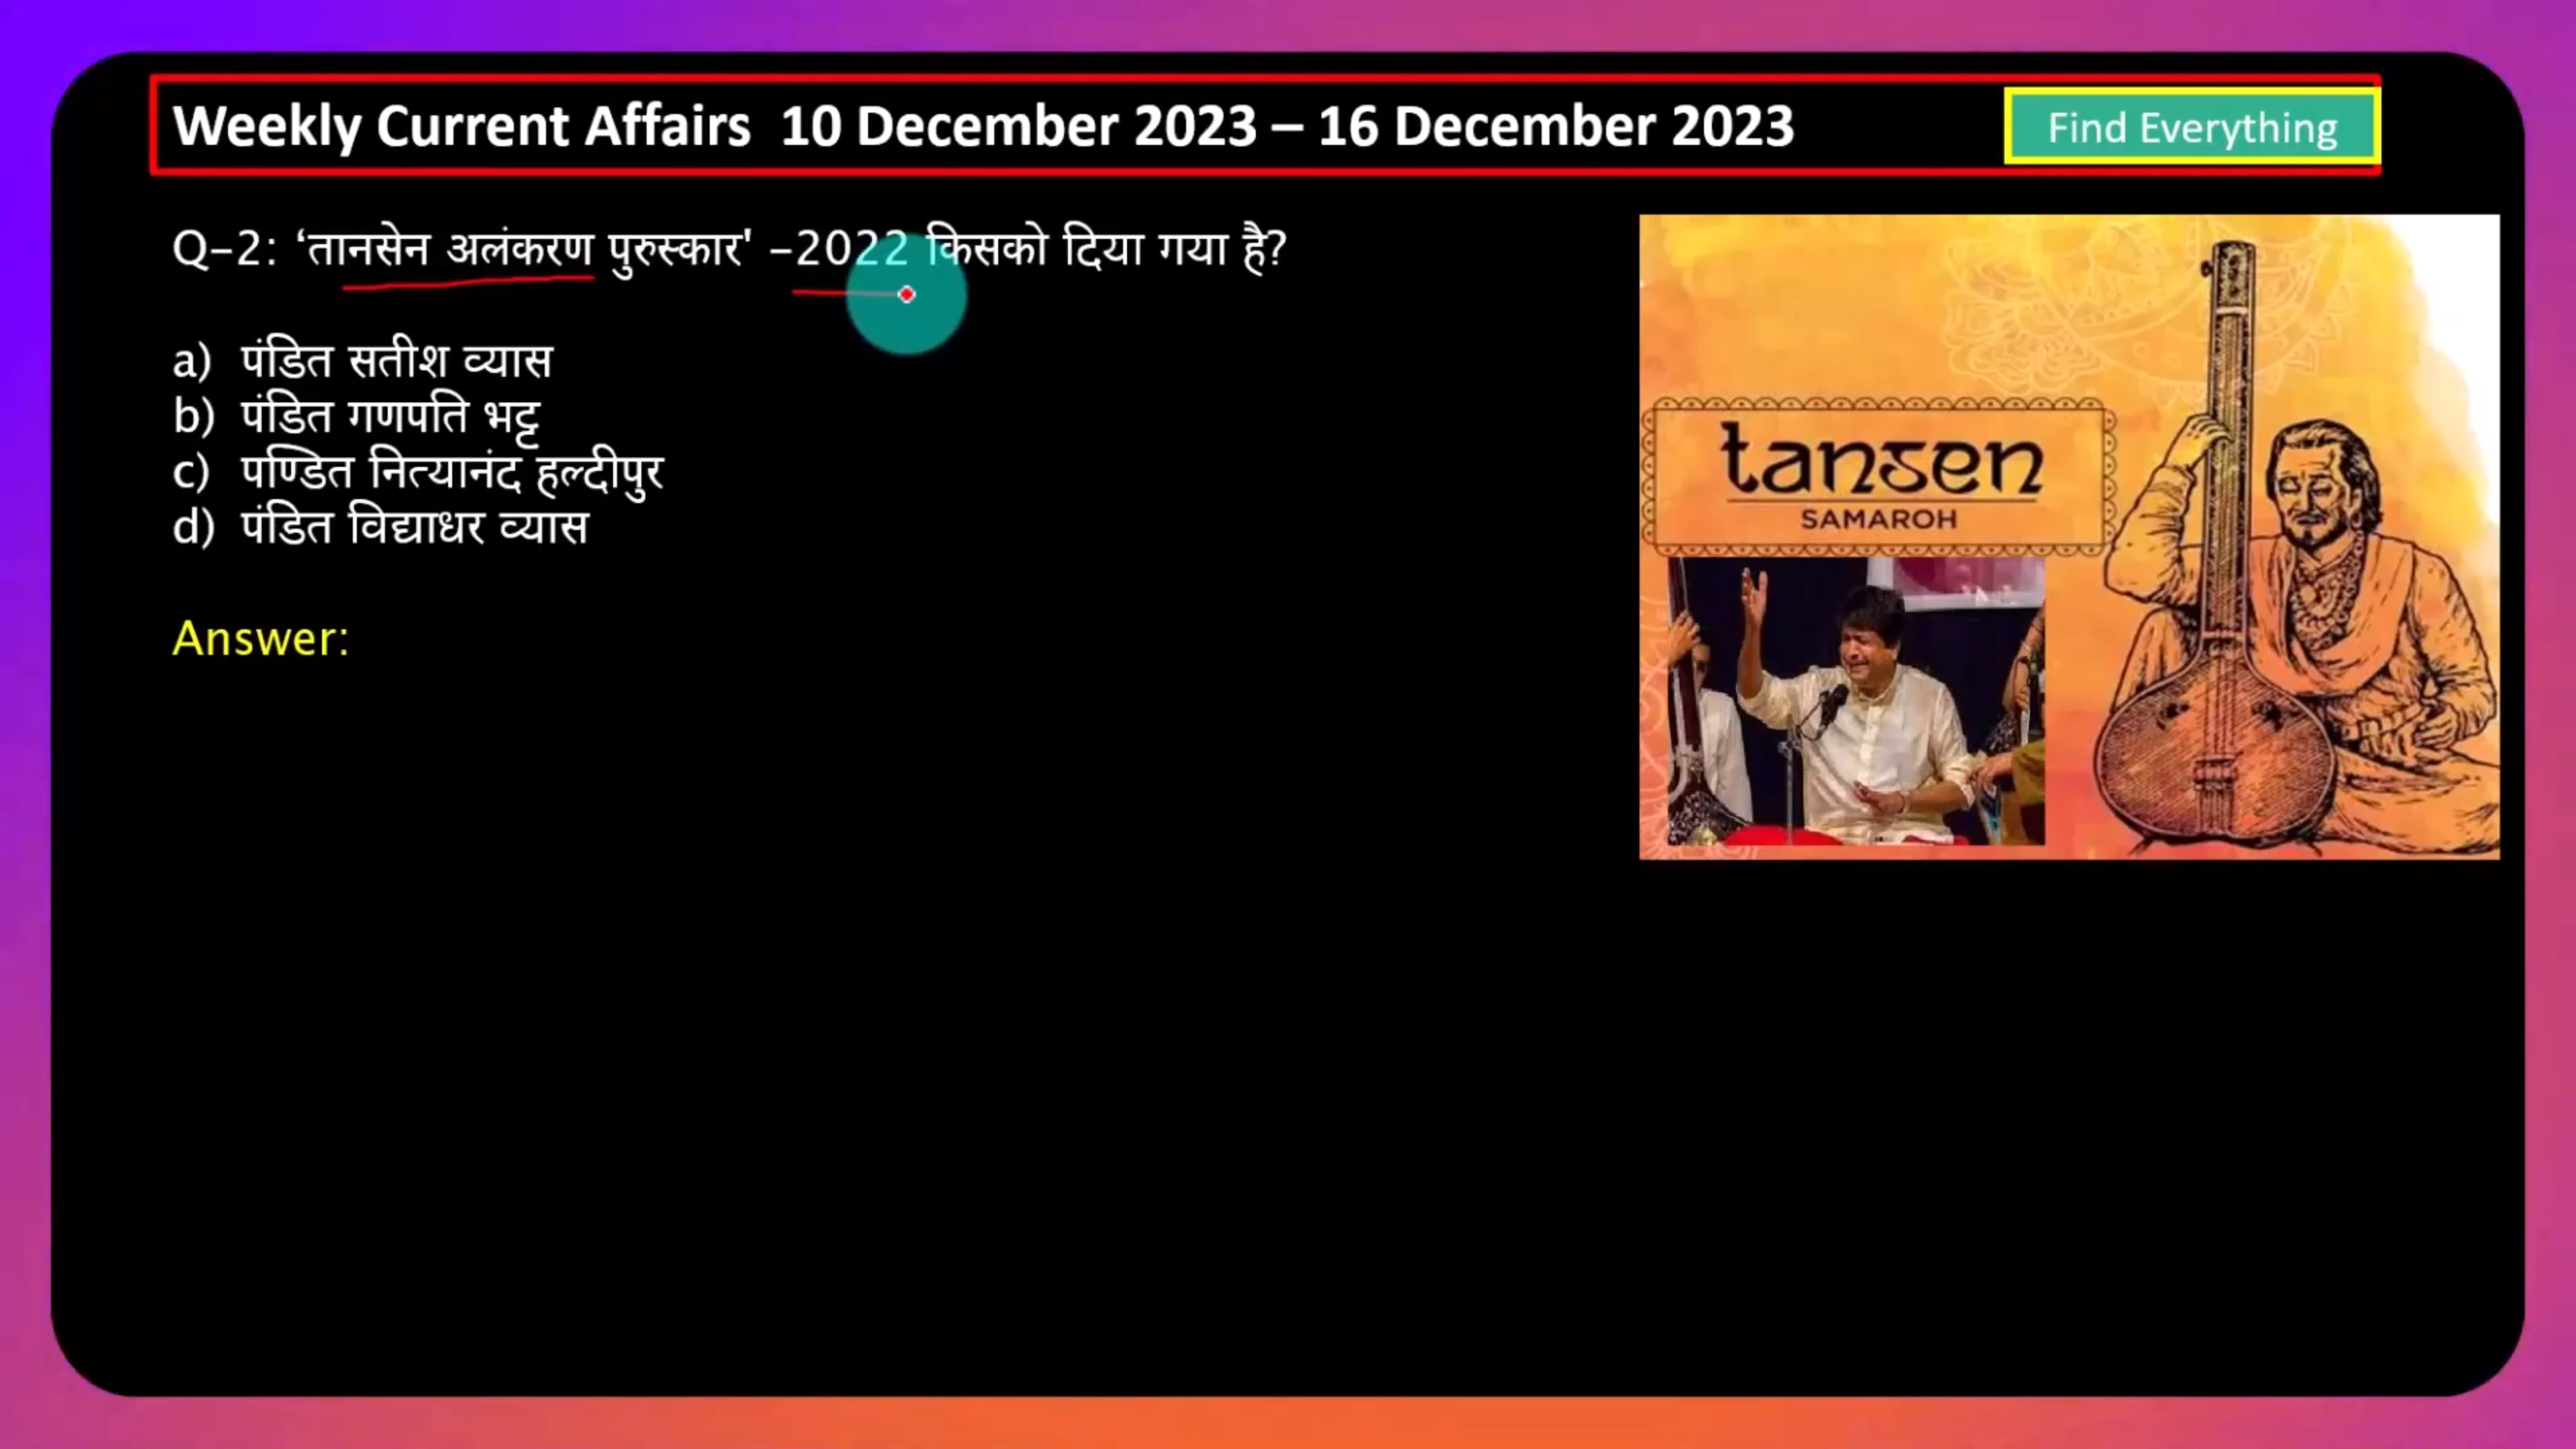 Weekly Current Affairs 10 December 2023 – 16 December 2023
Find Everything
Q–2: ‘तानसेन अलंकरण पुरुस्कार' –2022 किसको दिया गया है?
a) पंडित सतीश व्यास
b) पंडित गणपति भट्ट
c) पण्डित नित्यानंद हल्दीपुर
d) पंडित विद्याधर व्यास
Answer:
tansen
SAMAROH